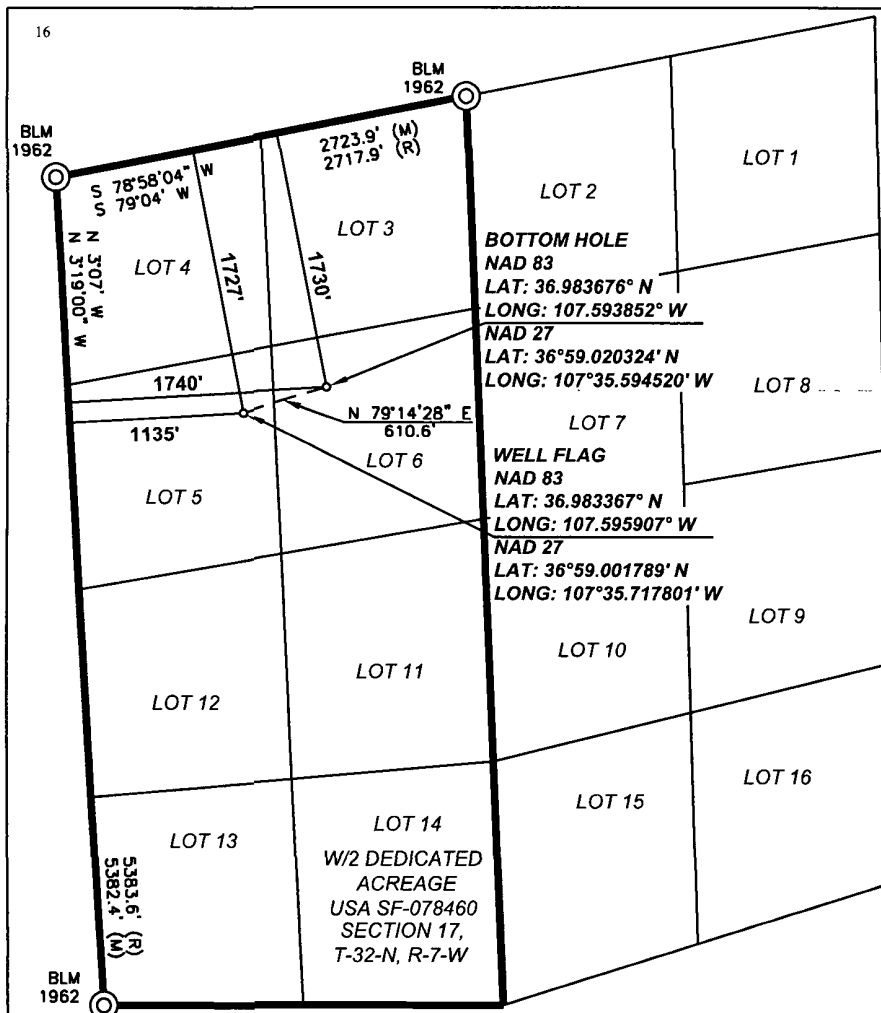 16
BLM
1962
BLM
1962
2723.9' (M)
2717.9' (R)
S 78°58'04" W
S 79°04' W
N 3°07' W
N 3°19'00" W
LOT 1
LOT 2
LOT 3
LOT 4
1727'
1730'
BOTTOM HOLE
NAD 83
LAT: 36.983676° N
LONG: 107.593852° W
NAD 27
LAT: 36°59.020324' N
LONG: 107°35.594520' W
1740'
1135'
N 79°14'28" E
610.6'
LOT 8
LOT 7
LOT 6
LOT 5
WELL FLAG
NAD 83
LAT: 36.983367° N
LONG: 107.595907° W
NAD 27
LAT: 36°59.001789' N
LONG: 107°35.717801' W
LOT 9
LOT 10
LOT 11
LOT 12
LOT 16
LOT 15
LOT 14
LOT 13
W/2 DEDICATED
ACREAGE
USA SF-078460
SECTION 17,
T-32-N, R-7-W
5383.6' (R)
5382.4' (M)
BLM
1962